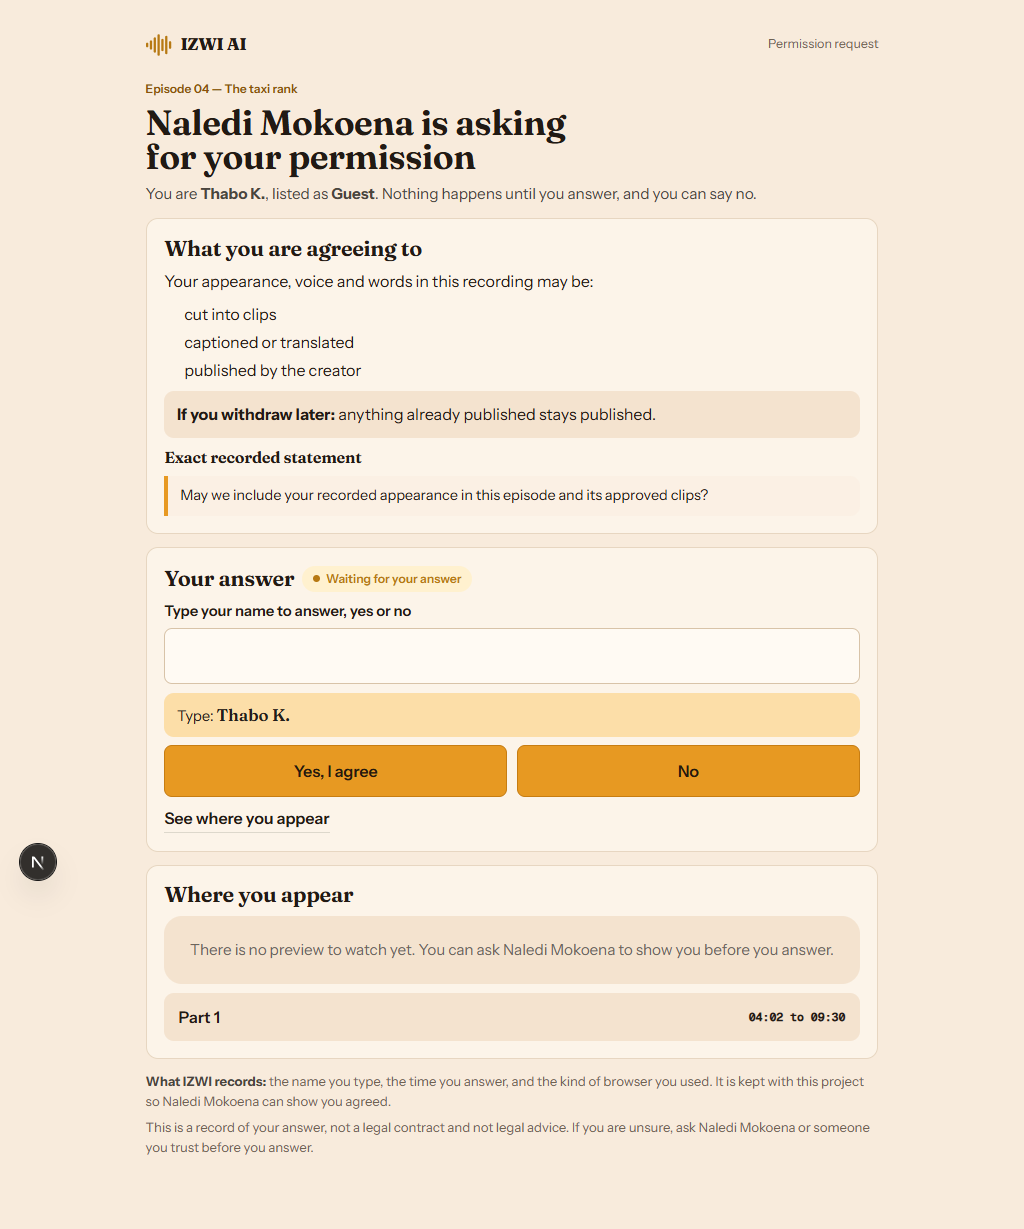 IZWI AI
Permission request
Episode 04 — The taxi rank
Naledi Mokoena is asking
for your permission
You are Thabo K., listed as Guest. Nothing happens until you answer, and you can say no.
What you are agreeing to
Your appearance, voice and words in this recording may be:
cut into clips
captioned or translated
published by the creator
If you withdraw later: anything already published stays published.
Exact recorded statement
May we include your recorded appearance in this episode and its approved clips?
Your answer
Waiting for your answer
Type your name to answer, yes or no
Type: Thabo K.
Yes, I agree
No
See where you appear
N
Where you appear
There is no preview to watch yet. You can ask Naledi Mokoena to show you before you answer.
Part 1
04:02 to 09:30
What IZWI records: the name you type, the time you answer, and the kind of browser you used. It is kept with this project
so Naledi Mokoena can show you agreed.
This is a record of your answer, not a legal contract and not legal advice. If you are unsure, ask Naledi Mokoena or someone
you trust before you answer.